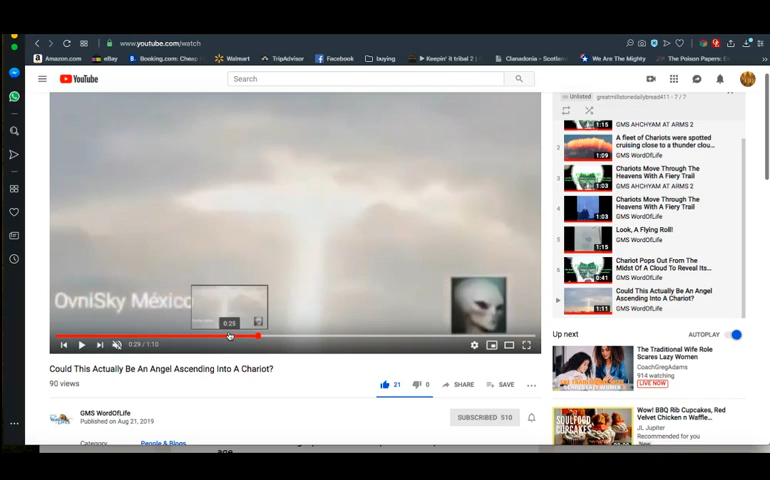 www.youtube.com/watch
Amazon.com
eBay
Booking.com: Cheap H
Walmart
TripAdvisor
Facebook
buying
Keepin' it tribal 2
Clanadonia – Scotlan
We Are The Mighty
The Poison Papers: E
YouTube
Search
OvniSky México
0:25
0:29 / 1:10
Could This Actually Be An Angel Ascending Into A Chariot?
90 views
21
0
SHARE
SAVE
GMS WordOfLife
Published on Aug 21, 2019
SUBSCRIBED 510
Category
People & Blogs
Unlisted
greatmillstonedailybread411 - 7 / 7
1:15
GMS AHCHYAM AT ARMS 2
2
1:09
A fleet of Chariots were spotted
cruising close to a thunder clou...
GMS WordOfLife
3
1:03
Chariots Move Through The
Heavens With A Fiery Trail
GMS AHCHYAM AT ARMS 2
4
1:03
Chariots Move Through The
Heavens With A Fiery Trail
GMS WordOfLife
5
1:15
Look, A Flying Roll!
GMS WordOfLife
6
0:41
Chariot Pops Out From The
Midst Of A Cloud To Reveal Its...
GMS WordOfLife
1:11
Could This Actually Be An Angel
Ascending Into A Chariot?
GMS WordOfLife
Up next
AUTOPLAY
The Traditional Wife Role
Scares Lazy Women
CoachGregAdams
914 watching
LIVE NOW
SOULFOOD
CUPCAKES
Wow! BBQ Rib Cupcakes, Red
Velvet Chicken n Waffle...
JL Jupiter
Recommended for you
New
age